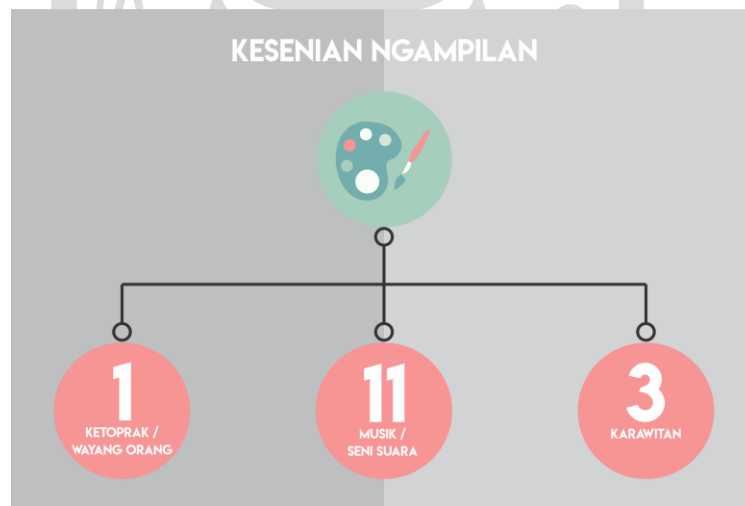 KESENIAN NGAMPILAN
1
KETOPRAK /
WAYANG ORANG
11
MUSIK /
SENI SUARA
3
KARAWITAN